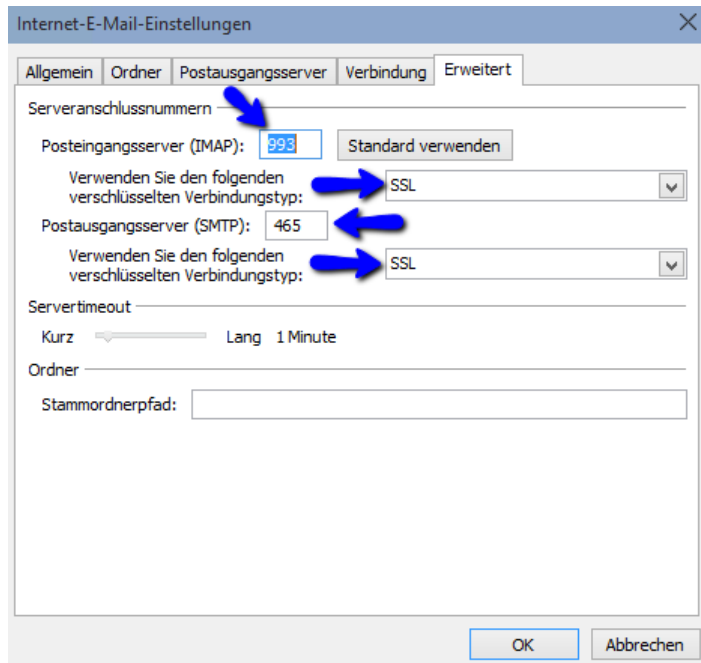 Internet-E-Mail-Einstellungen
Allgemein Ordner Postausgangsserver Verbindung Erweitert
Serveranschlussnummern
Posteingangsserver (IMAP): 993 Standard verwenden
Verwenden Sie den folgenden
verschlüsselten Verbindungstyp: SSL
Postausgangsserver (SMTP): 465
Verwenden Sie den folgenden
verschlüsselten Verbindungstyp: SSL
Servertimeout
Kurz Lang 1 Minute
Ordner
Stammordnerpfad:
OK Abbrechen